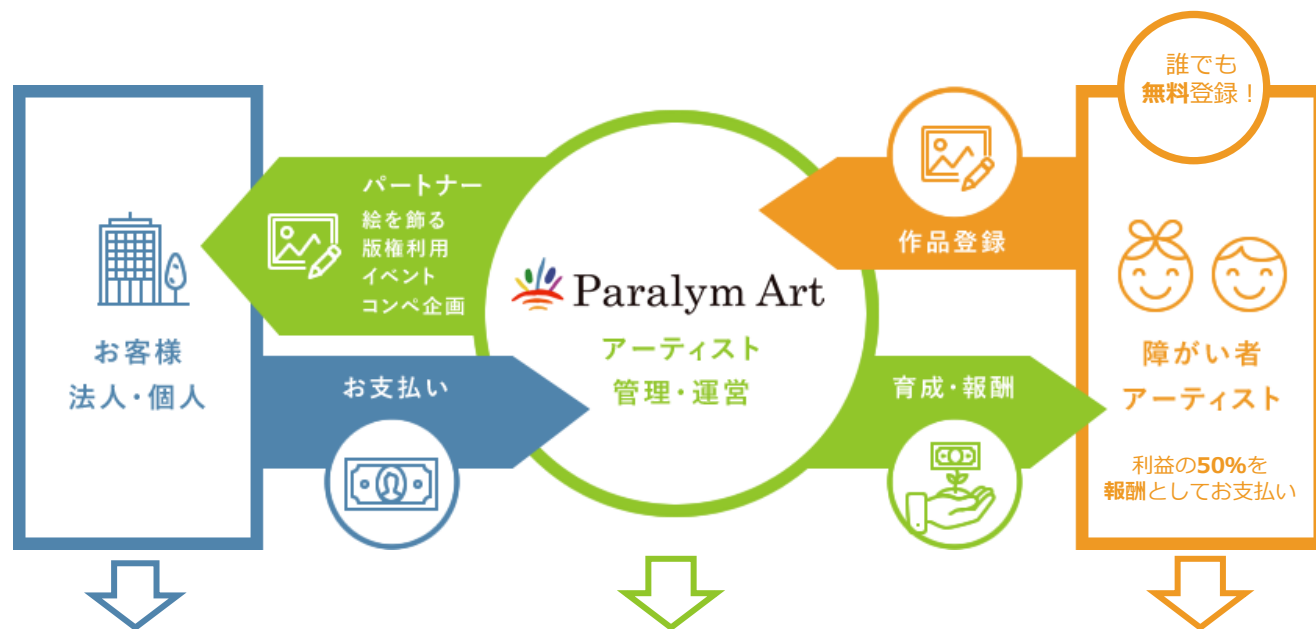 誰でも
無料登録！
パートナー
絵を飾る
版権利用
イベント
コンペ企画
作品登録
Paralym Art
アーティスト
管理・運営
お客様
法人・個人
お支払い
育成・報酬
障がい者
アーティスト
利益の50%を
報酬としてお支払い